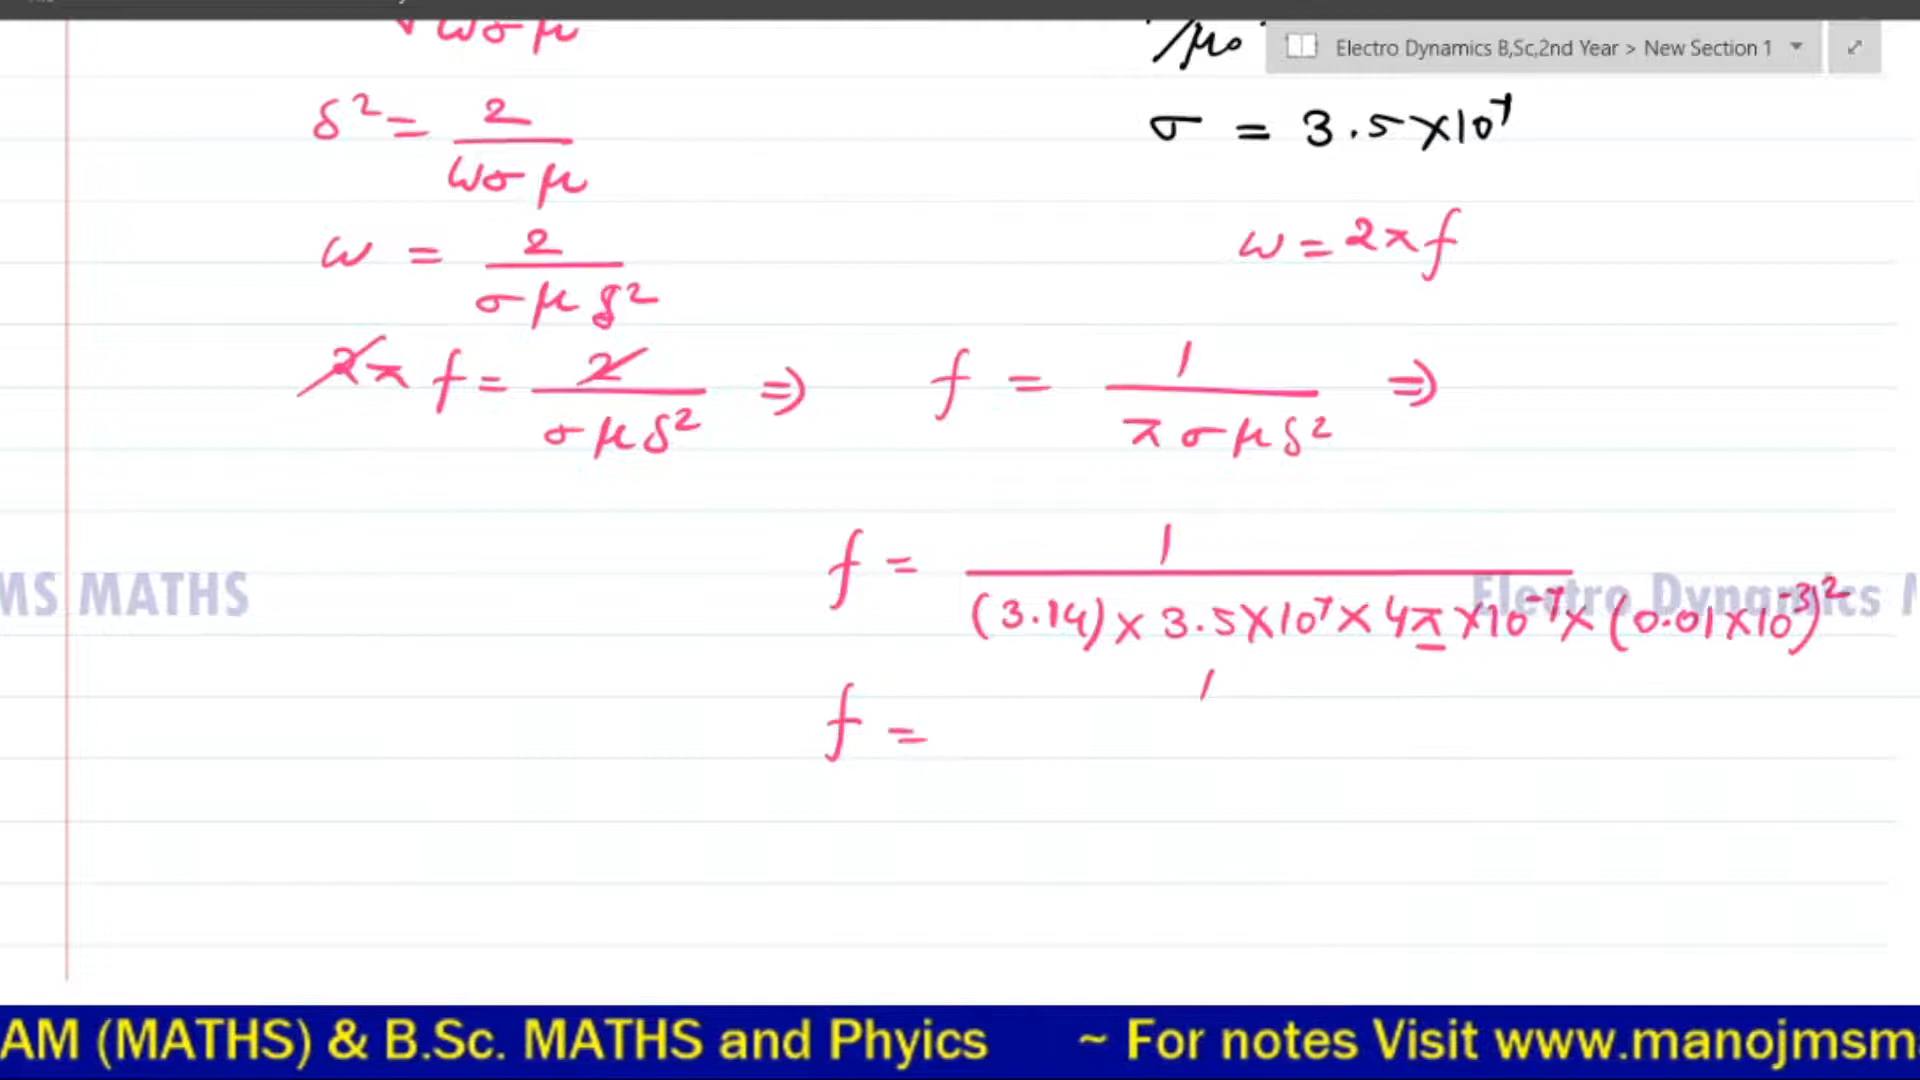 √ωσμ
μ₀
Electro Dynamics B,Sc,2nd Year > New Section 1
δ² = 2/ωσμ
σ = 3.5×10⁷
ω = 2/σμδ²
ω = 2πf
2πf = 2/σμδ² ⇒ f = 1/πσμδ² ⇒
f = 1/(3.14)×3.5×10⁷×4π×10⁻⁷×(0.01×10⁻³)²
MS MATHS
Electro Dynamics
f = 1
AM (MATHS) & B.Sc. MATHS and Phyics ~ For notes Visit www.manojmsm